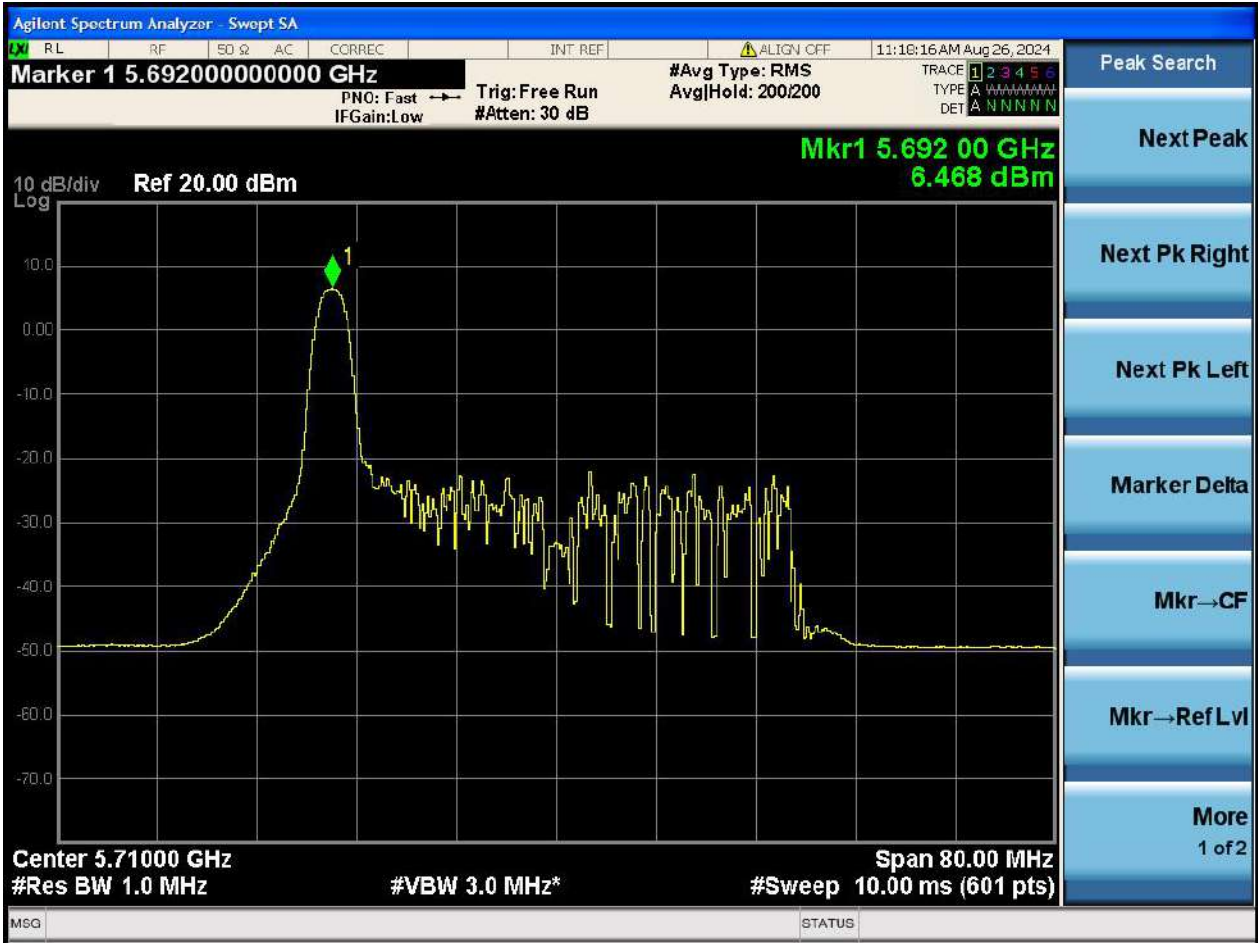 Agilent Spectrum Analyzer - Swept SA
LXI RL RF 50 Ω AC CORREC INT REF ALIGN OFF 11:18:16 AM Aug 26, 2024
Marker 1 5.692000000000 GHz
PNO: Fast
IFGain:Low
Trig: Free Run
#Atten: 30 dB
#Avg Type: RMS
Avg|Hold: 200/200
TRACE 1 2 3 4 5 6
TYPE A WWWWW
DET A N N N N N
Mkr1 5.692 00 GHz
6.468 dBm
10 dB/div Ref 20.00 dBm
Log
1
10.0
0.00
-10.0
-20.0
-30.0
-40.0
-50.0
-60.0
-70.0
Center 5.71000 GHz Span 80.00 MHz
#Res BW 1.0 MHz #VBW 3.0 MHz* #Sweep 10.00 ms (601 pts)
MSG STATUS
Peak Search
Next Peak
Next Pk Right
Next Pk Left
Marker Delta
Mkr→CF
Mkr→Ref Lvl
More
1 of 2